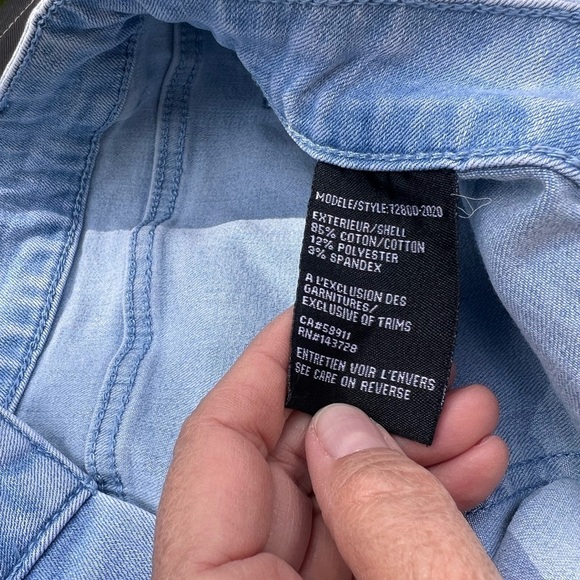 MODELE/STYLE:72800-2020
EXTERIEUR/SHELL
85% COTON/COTTON
12% POLYESTER
3% SPANDEX
A L'EXCLUSION DES
GARNITURES/
EXCLUSIVE OF TRIMS
CA#59911
RN#143728
ENTRETIEN VOIR L'ENVERS
SEE CARE ON REVERSE